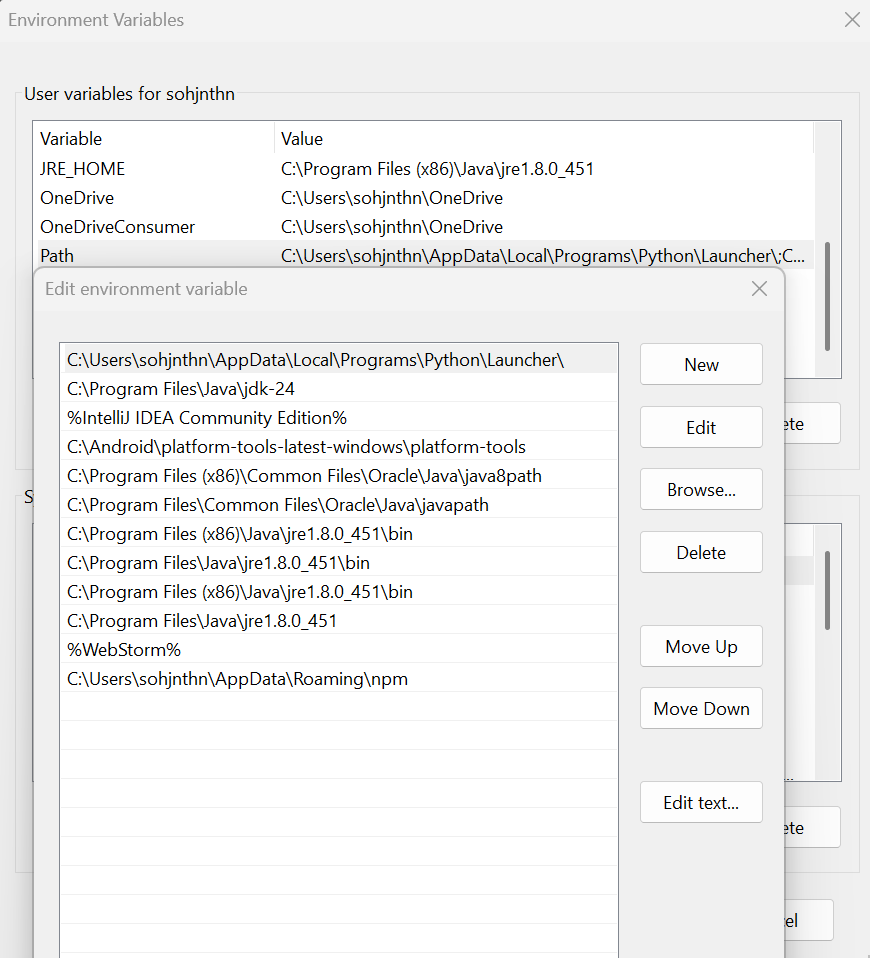 Environment Variables
User variables for sohjnthn
Variable Value
JRE_HOME C:\Program Files (x86)\Java\jre1.8.0_451
OneDrive C:\Users\sohjnthn\OneDrive
OneDriveConsumer C:\Users\sohjnthn\OneDrive
Path C:\Users\sohjnthn\AppData\Local\Programs\Python\Launcher\;C...
Edit environment variable
C:\Users\sohjnthn\AppData\Local\Programs\Python\Launcher\
C:\Program Files\Java\jdk-24
%IntelliJ IDEA Community Edition%
C:\Android\platform-tools-latest-windows\platform-tools
C:\Program Files (x86)\Common Files\Oracle\Java\java8path
C:\Program Files\Common Files\Oracle\Java\javapath
C:\Program Files (x86)\Java\jre1.8.0_451\bin
C:\Program Files\Java\jre1.8.0_451\bin
C:\Program Files (x86)\Java\jre1.8.0_451\bin
C:\Program Files\Java\jre1.8.0_451
%WebStorm%
C:\Users\sohjnthn\AppData\Roaming\npm
New
Edit
Browse...
Delete
Move Up
Move Down
Edit text...